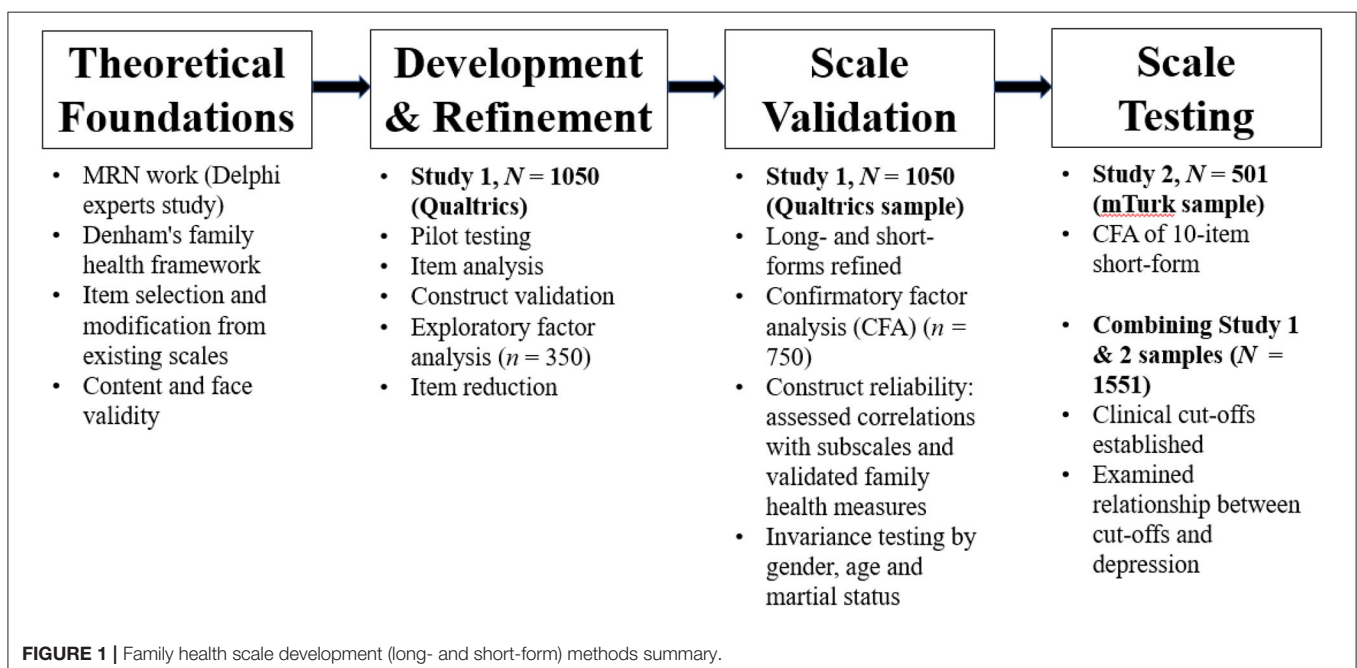 Theoretical
Foundations
• MRN work (Delphi
experts study)
• Denham's family
health framework
• Item selection and
modification from
existing scales
• Content and face
validity
Development
& Refinement
• Study 1, N = 1050
(Qualtrics)
• Pilot testing
• Item analysis
• Construct validation
• Exploratory factor
analysis (n = 350)
• Item reduction
Scale
Validation
• Study 1, N = 1050
(Qualtrics sample)
• Long- and short-
forms refined
• Confirmatory factor
analysis (CFA) (n =
750)
• Construct reliability:
assessed correlations
with subscales and
validated family
health measures
• Invariance testing by
gender, age and
martial status
Scale
Testing
• Study 2, N = 501
(mTurk sample)
• CFA of 10-item
short-form
• Combining Study 1
& 2 samples (N =
1551)
• Clinical cut-offs
established
• Examined
relationship between
cut-offs and
depression
FIGURE 1 | Family health scale development (long- and short-form) methods summary.